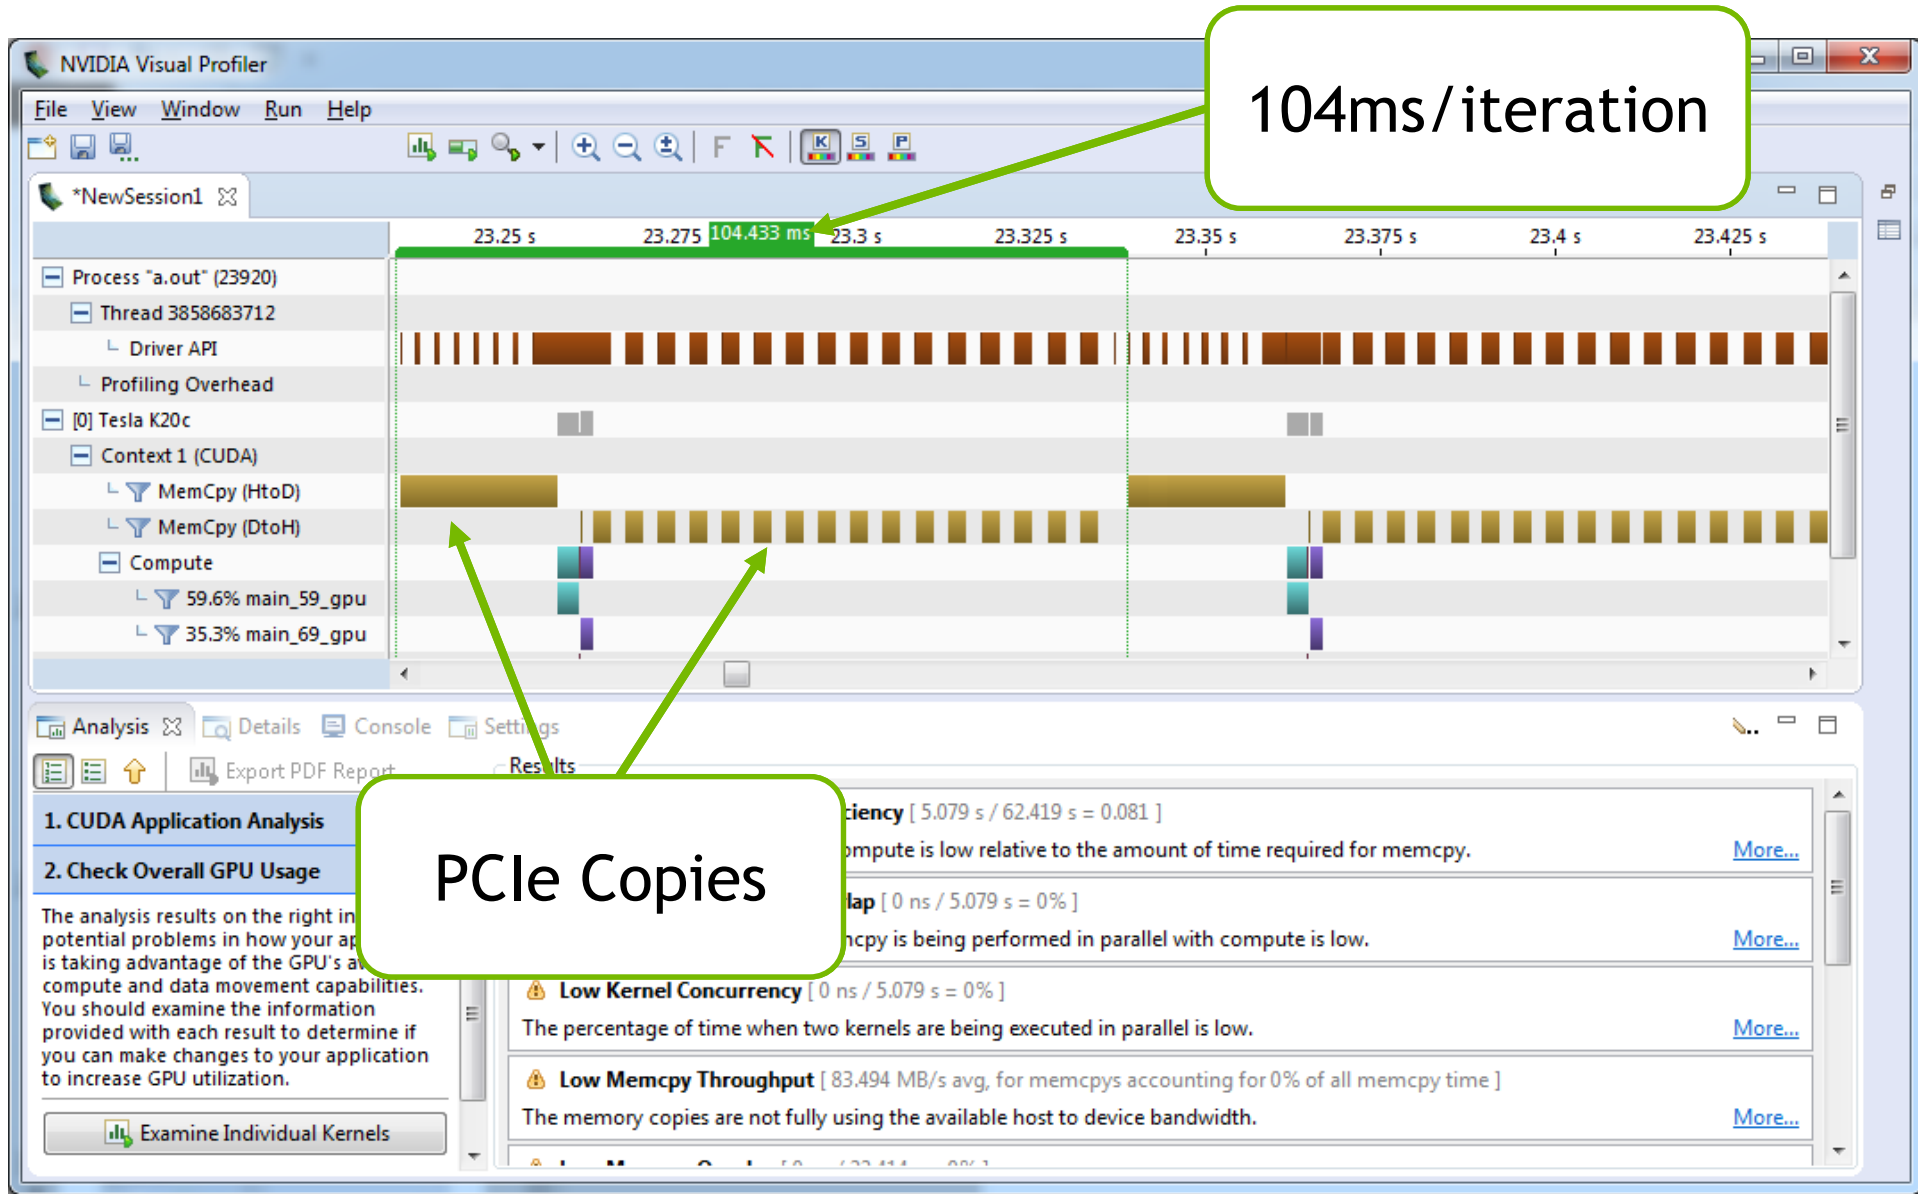 104ms/iteration
NVIDIA Visual Profiler
File View Window Run Help
F K S P
*NewSession1
23.25 s 23.275 104.433 ms 23.3 s 23.325 s 23.35 s 23.375 s 23.4 s 23.425 s
Process "a.out" (23920)
Thread 3858683712
Driver API
Profiling Overhead
[0] Tesla K20c
Context 1 (CUDA)
MemCpy (HtoD)
MemCpy (DtoH)
Compute
59.6% main_59_gpu
35.3% main_69_gpu
Analysis Details Console Settings
Export PDF Report
1. CUDA Application Analysis
2. Check Overall GPU Usage
The analysis results on the right in
potential problems in how your ap
is taking advantage of the GPU's
compute and data movement capabilities.
You should examine the information
provided with each result to determine if
you can make changes to your application
to increase GPU utilization.
Examine Individual Kernels
PCIe Copies
Results
ciency [ 5.079 s / 62.419 s = 0.081 ]
ompute is low relative to the amount of time required for memcpy.
More...
lap [ 0 ns / 5.079 s = 0% ]
ncpy is being performed in parallel with compute is low.
More...
Low Kernel Concurrency [ 0 ns / 5.079 s = 0% ]
The percentage of time when two kernels are being executed in parallel is low.
More...
Low Memcpy Throughput [ 83.494 MB/s avg, for memcpys accounting for 0% of all memcpy time ]
The memory copies are not fully using the available host to device bandwidth.
More...